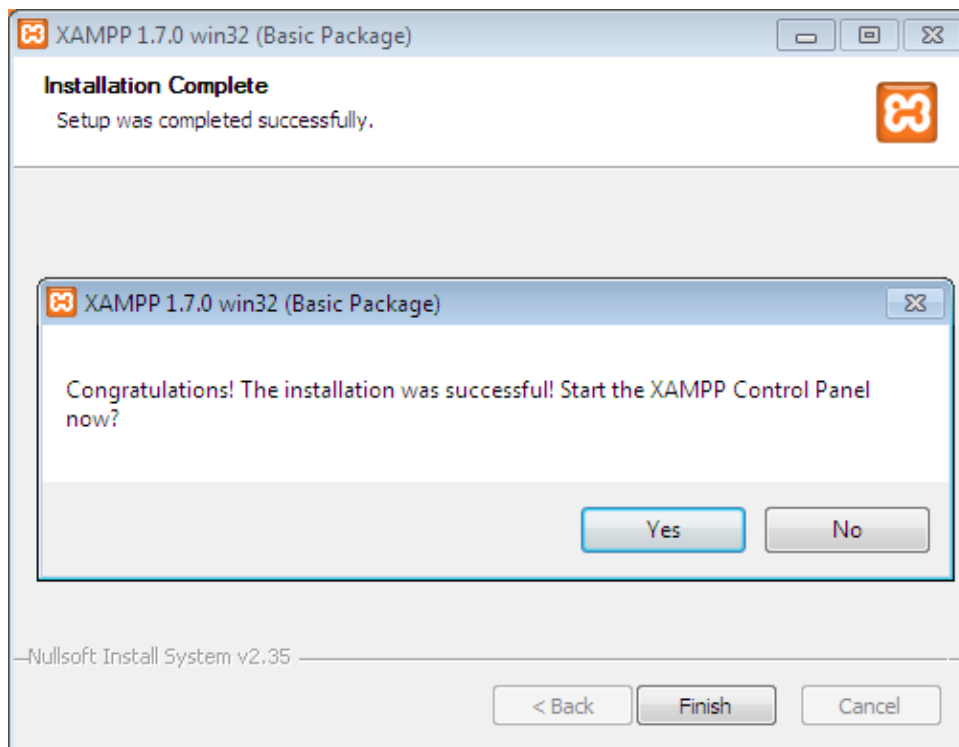 XAMPP 1.7.0 win32 (Basic Package)
Installation Complete
Setup was completed successfully.
XAMPP 1.7.0 win32 (Basic Package)
Congratulations! The installation was successful! Start the XAMPP Control Panel
now?
Yes No
Nullsoft Install System v2.35
< Back Finish Cancel